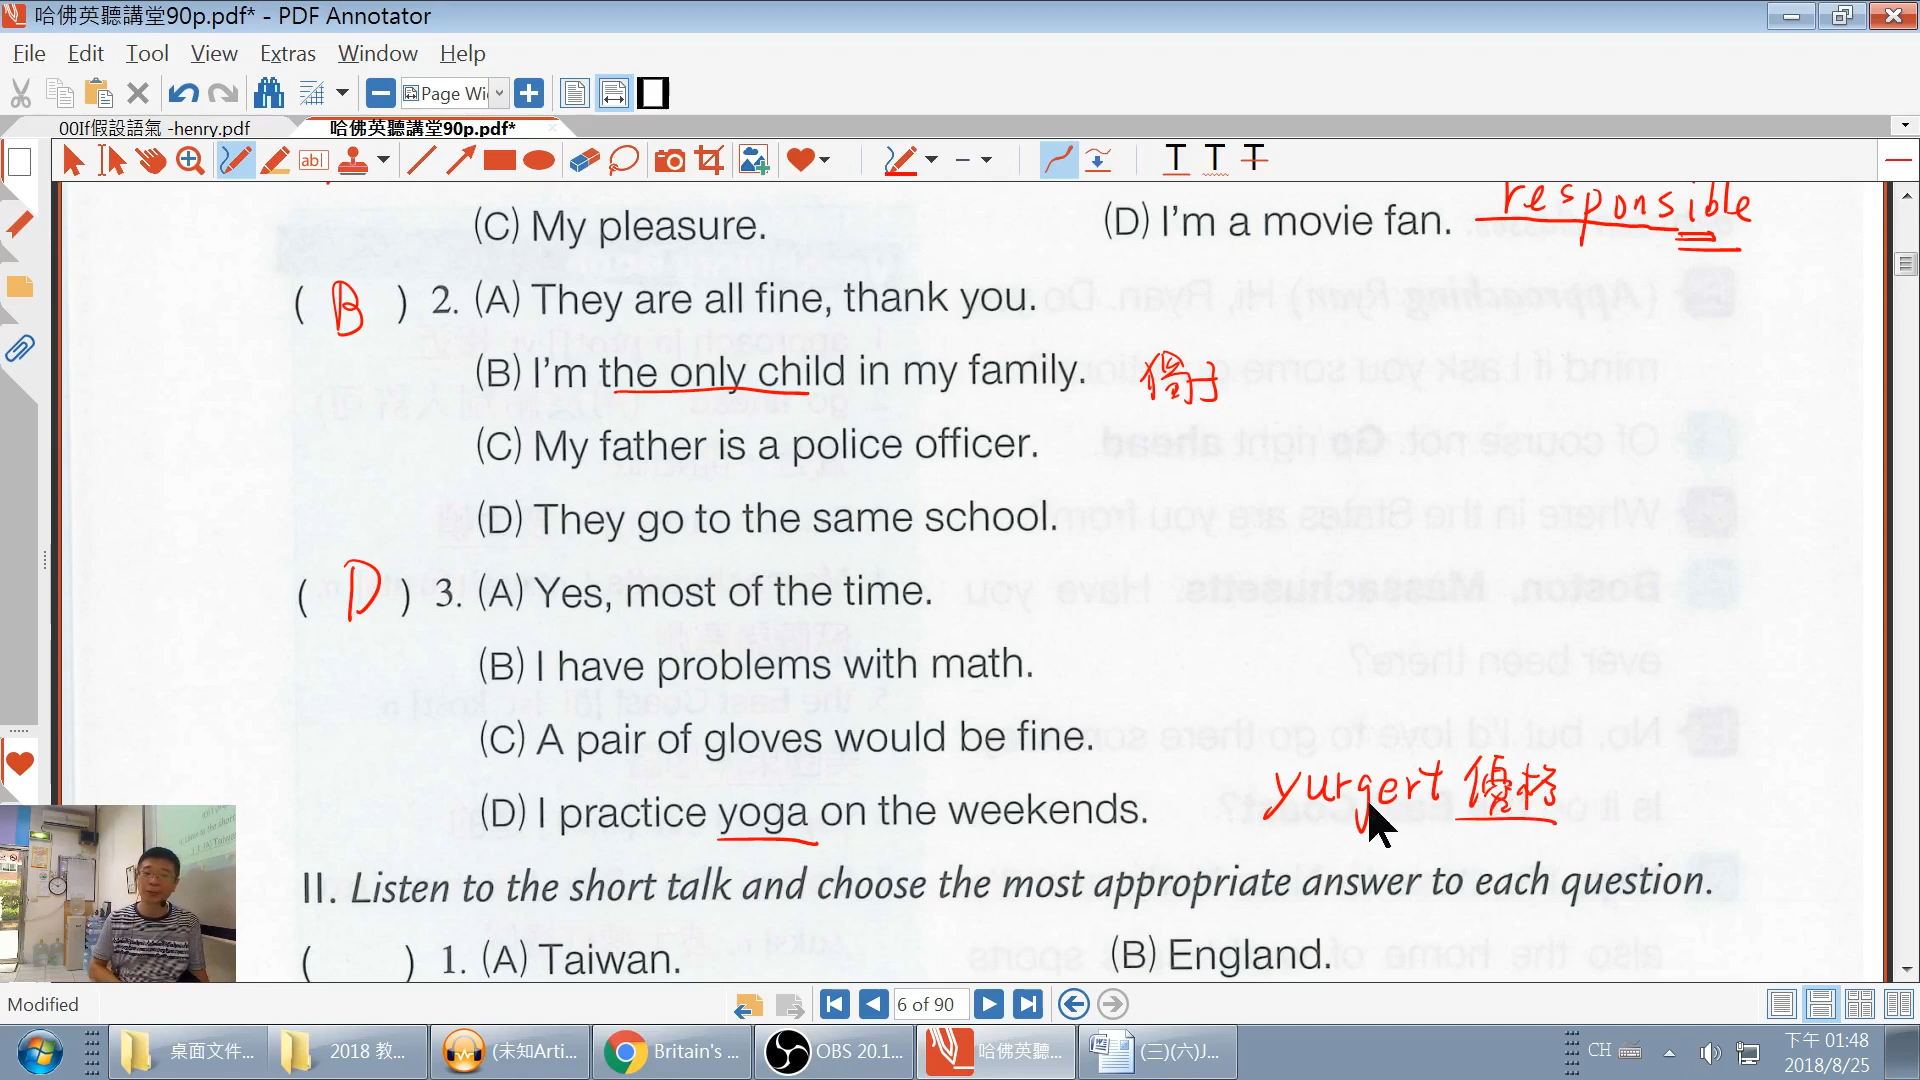 哈佛英聽講堂90p.pdf* - PDF Annotator
File Edit Tool View Extras Window Help
Page Wi
00If假設語氣 -henry.pdf 哈佛英聽講堂90p.pdf*
responsible
(C) My pleasure. (D) I'm a movie fan.
( B ) 2. (A) They are all fine, thank you.
(B) I'm the only child in my family. 獨子
(C) My father is a police officer.
(D) They go to the same school.
( D ) 3. (A) Yes, most of the time.
(B) I have problems with math.
(C) A pair of gloves would be fine.
yurgert 優格
(D) I practice yoga on the weekends.
II. Listen to the short talk and choose the most appropriate answer to each question.
( ) 1. (A) Taiwan. (B) England.
Modified 6 of 90
桌面文件... 2018 教... (未知Arti... Britain's ... OBS 20.1... 哈佛英聽... (三)(六)J... CH 下午 01:48
2018/8/25